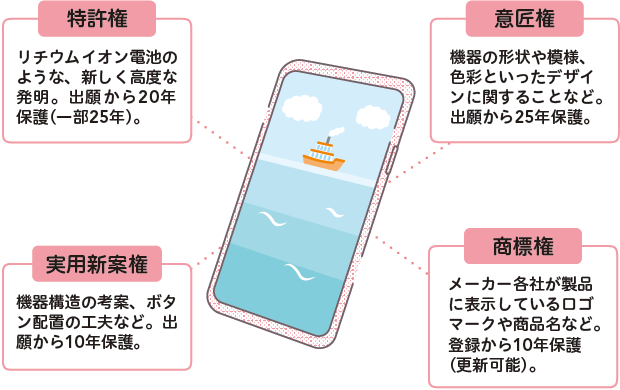 特許権
リチウムイオン電池の
ような、新しく高度な
発明。出願から20年
保護（一部25年）。
意匠権
機器の形状や模様、
色彩といったデザイ
ンに関することなど。
出願から25年保護。
実用新案権
機器構造の考案、ボタ
ン配置の工夫など。出
願から10年保護。
商標権
メーカー各社が製品
に表示しているロゴ
マークや商品名など。
登録から10年保護
（更新可能）。